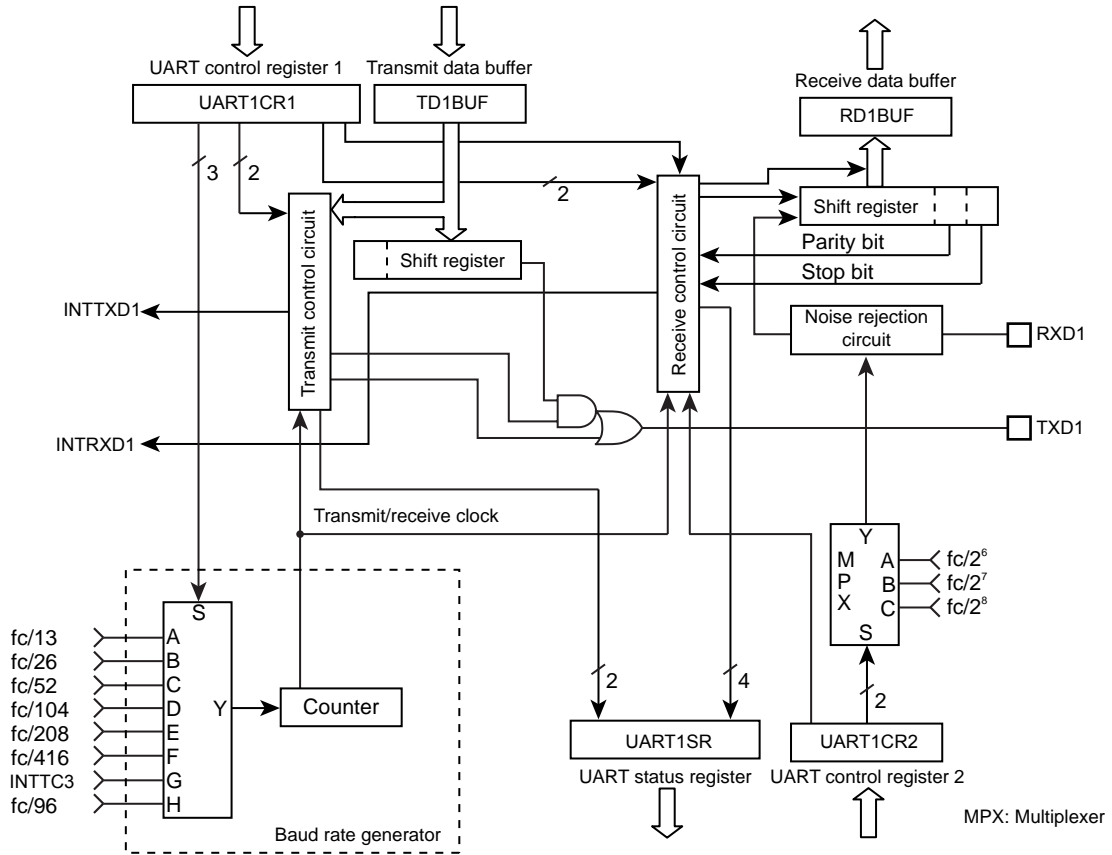 UART control register 1
Transmit data buffer
Receive data buffer
UART1CR1
TD1BUF
RD1BUF
3
2
2
Transmit control circuit
Shift register
Receive control circuit
Shift register
Parity bit
Stop bit
INTTXD1
Noise rejection
circuit
RXD1
INTRXD1
TXD1
Transmit/receive clock
Y
M
P
X
A
B
C
S
fc/2⁶
fc/2⁷
fc/2⁸
S
fc/13
A
fc/26
B
fc/52
C
fc/104
D
fc/208
E
fc/416
F
INTTC3
G
fc/96
H
Y
Counter
2
4
2
UART1SR
UART1CR2
UART status register
UART control register 2
Baud rate generator
MPX: Multiplexer